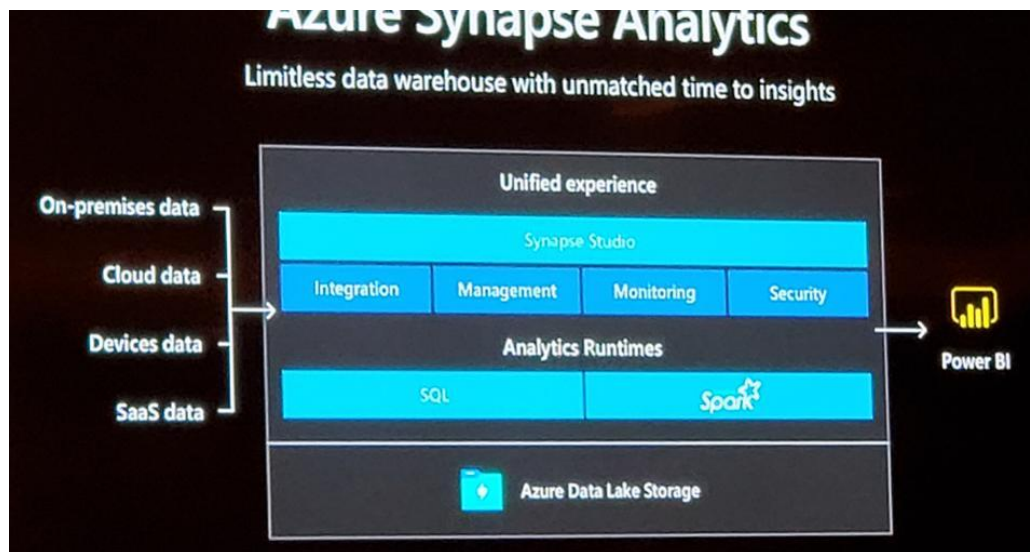 Azure Synapse Analytics
Limitless data warehouse with unmatched time to insights
Unified experience
On-premises data
Cloud data
Devices data
SaaS data
Synapse Studio
Integration
Management
Monitoring
Security
Analytics Runtimes
SQL
Spark
Azure Data Lake Storage
Power BI